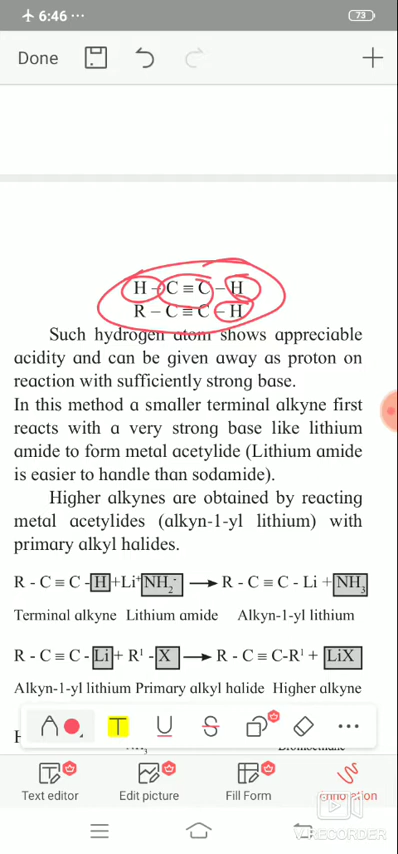 6:46 ...
73
Done
H – C ≡ C – H
R – C ≡ C – H
Such hydrogen atom shows appreciable
acidity and can be given away as proton on
reaction with sufficiently strong base.
In this method a smaller terminal alkyne first
reacts with a very strong base like lithium
amide to form metal acetylide (Lithium amide
is easier to handle than sodamide).
Higher alkynes are obtained by reacting
metal acetylides (alkyn-1-yl lithium) with
primary alkyl halides.
R - C ≡ C - H +Li⁺ NH₂⁻ ⟶ R - C ≡ C - Li + NH₃
Terminal alkyne Lithium amide Alkyn-1-yl lithium
R - C ≡ C - Li + R¹ - X ⟶ R - C ≡ C-R¹ + LiX
Alkyn-1-yl lithium Primary alkyl halide Higher alkyne
T U S
Text editor Edit picture Fill Form Annotation
V RECORDER